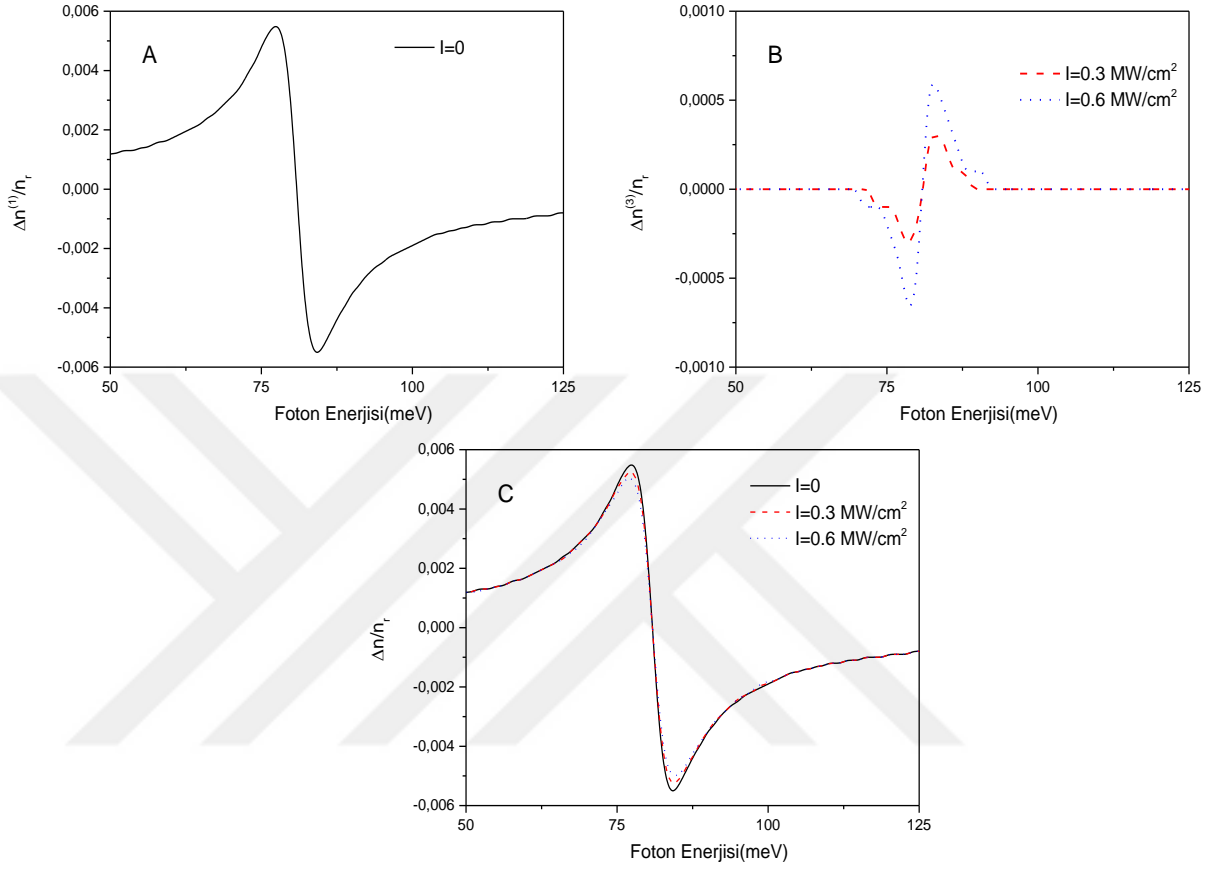 A
I=0
0,006
0,004
0,002
0,000
-0,002
-0,004
-0,006
Δn(1)/nr
50
75
100
125
Foton Enerjisi(meV)
B
I=0.3 MW/cm2
I=0.6 MW/cm2
0,0010
0,0005
0,0000
-0,0005
-0,0010
Δn(3)/nr
50
75
100
125
Foton Enerjisi(meV)
C
I=0
I=0.3 MW/cm2
I=0.6 MW/cm2
0,006
0,004
0,002
0,000
-0,002
-0,004
-0,006
Δn/nr
50
75
100
125
Foton Enerjisi(meV)